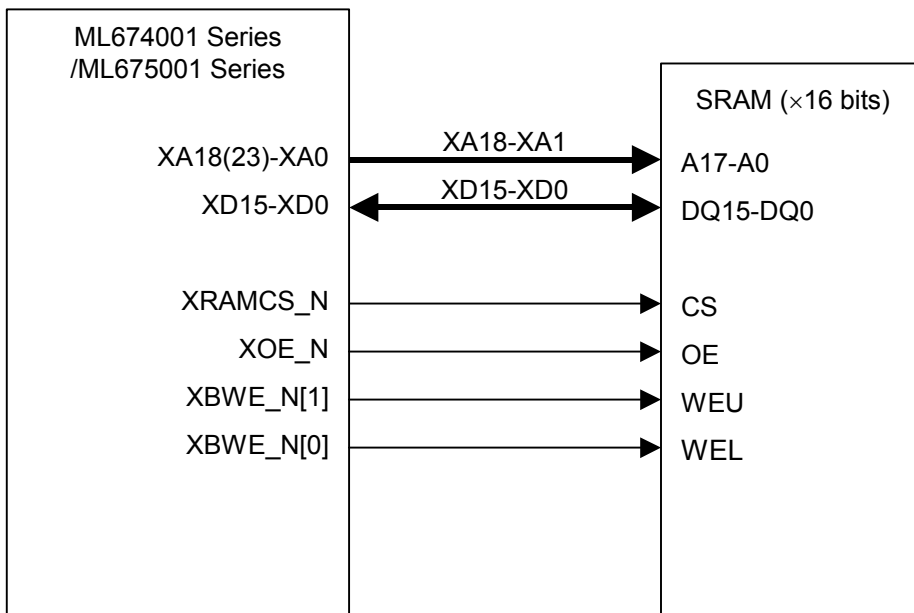 ML674001 Series
/ML675001 Series
SRAM (×16 bits)
XA18(23)-XA0
XA18-XA1
A17-A0
XD15-XD0
XD15-XD0
DQ15-DQ0
XRAMCS_N
CS
XOE_N
OE
XBWE_N[1]
WEU
XBWE_N[0]
WEL